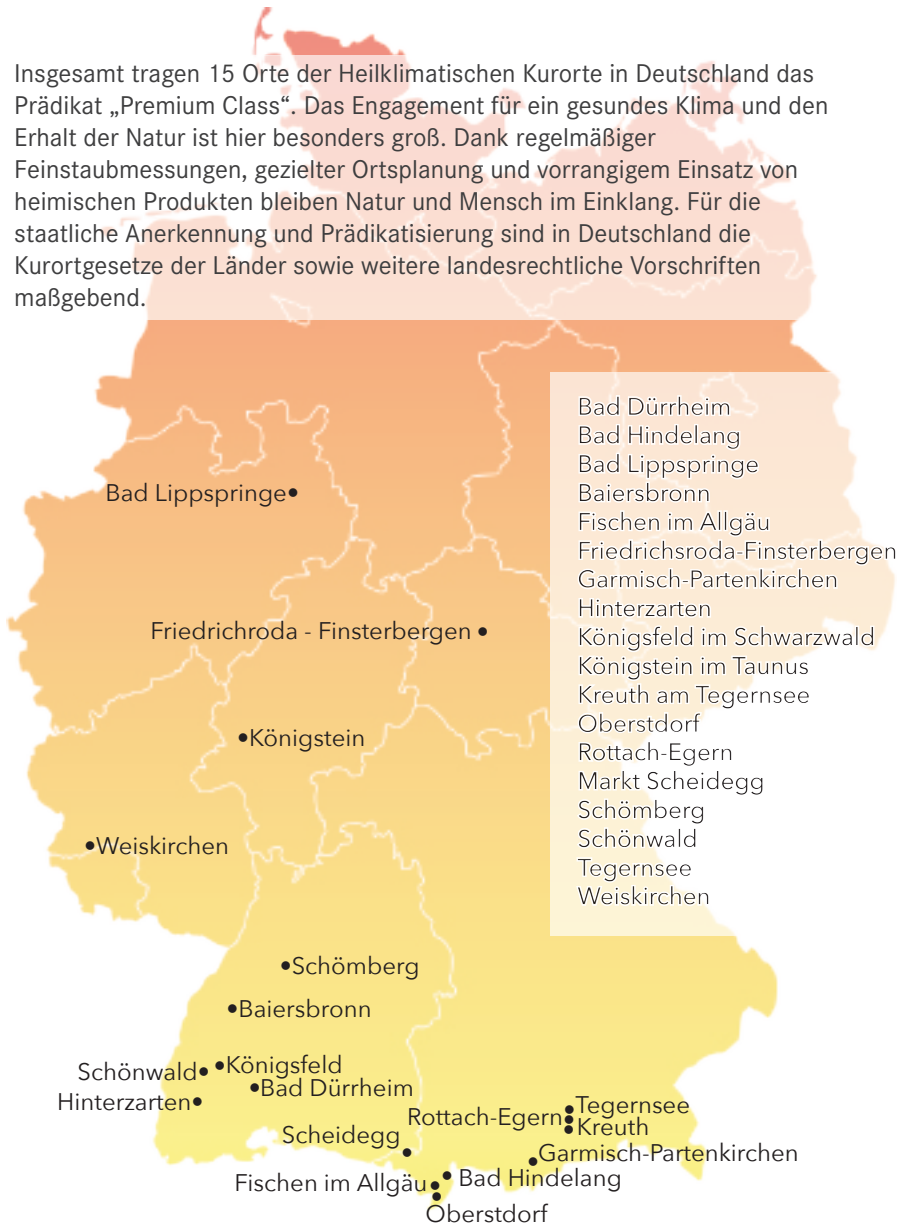 Insgesamt tragen 15 Orte der Heilklimatischen Kurorte in Deutschland das
Prädikat „Premium Class“. Das Engagement für ein gesundes Klima und den
Erhalt der Natur ist hier besonders groß. Dank regelmäßiger
Feinstaubmessungen, gezielter Ortsplanung und vorrangigem Einsatz von
heimischen Produkten bleiben Natur und Mensch im Einklang. Für die
staatliche Anerkennung und Prädikatisierung sind in Deutschland die
Kurortgesetze der Länder sowie weitere landesrechtliche Vorschriften
maßgebend.
Bad Dürrheim
Bad Hindelang
Bad Lippspringe
Baiersbronn
Fischen im Allgäu
Friedrichsroda-Finsterbergen
Garmisch-Partenkirchen
Hinterzarten
Königsfeld im Schwarzwald
Königstein im Taunus
Kreuth am Tegernsee
Oberstdorf
Rottach-Egern
Markt Scheidegg
Schömberg
Schönwald
Tegernsee
Weiskirchen
Bad Lippspringe
Friedrichroda - Finsterbergen
Königstein
Weiskirchen
Schömberg
Baiersbronn
Königsfeld
Schönwald
Bad Dürrheim
Hinterzarten
Tegernsee
Rottach-Egern
Kreuth
Scheidegg
Garmisch-Partenkirchen
Bad Hindelang
Fischen im Allgäu
Oberstdorf